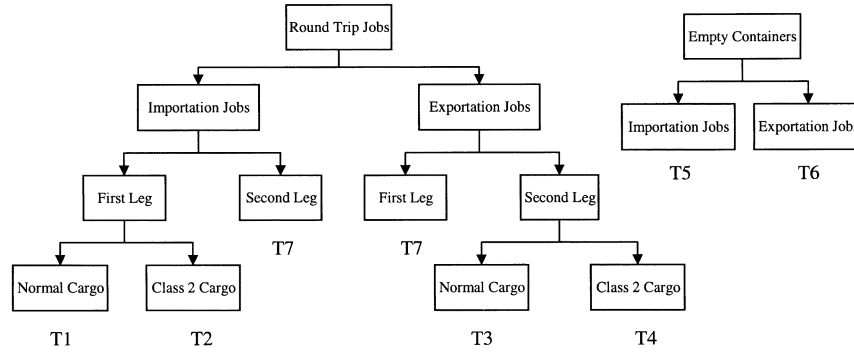 Round Trip Jobs
Empty Containers
Importation Jobs
Exportation Jobs
Importation Jobs
Exportation Job
T5
T6
First Leg
Second Leg
First Leg
Second Leg
T7
T7
Normal Cargo
Class 2 Cargo
Normal Cargo
Class 2 Cargo
T1
T2
T3
T4